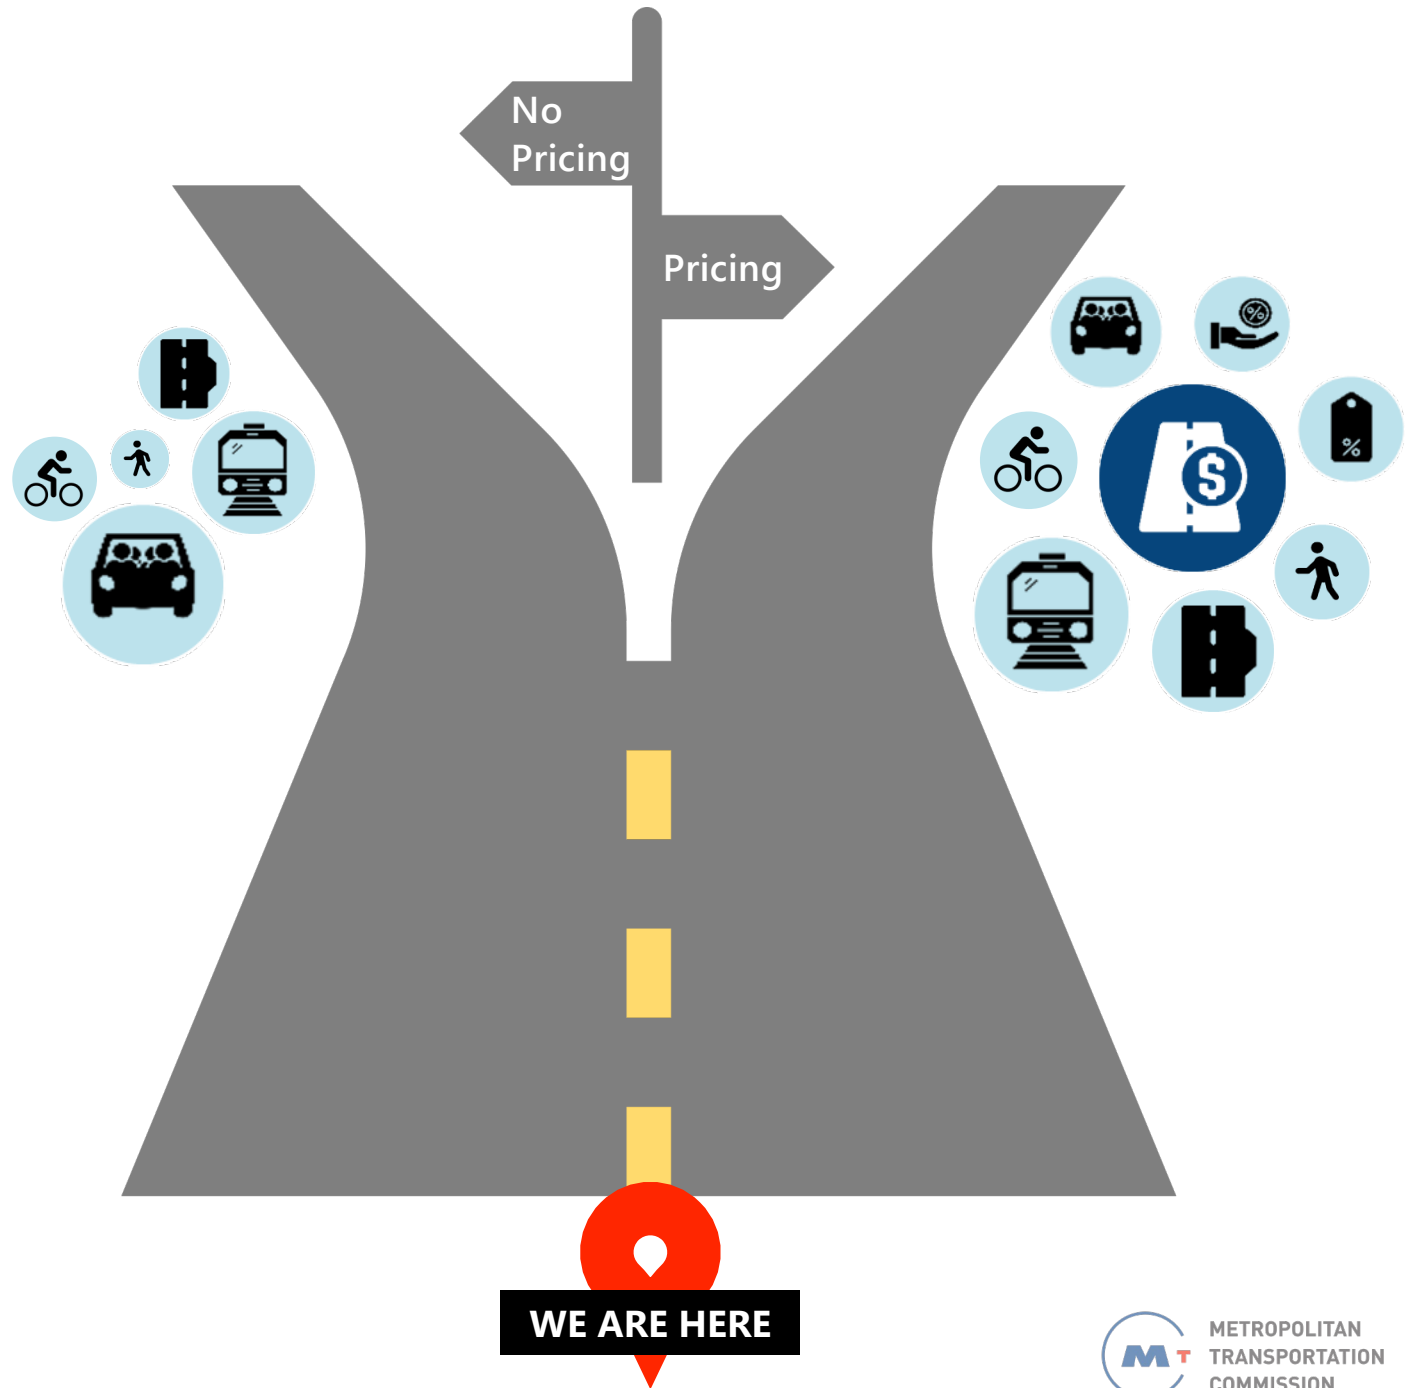 No
Pricing
Pricing
%
%
$
WE ARE HERE
M T
METROPOLITAN
TRANSPORTATION
COMMISSION